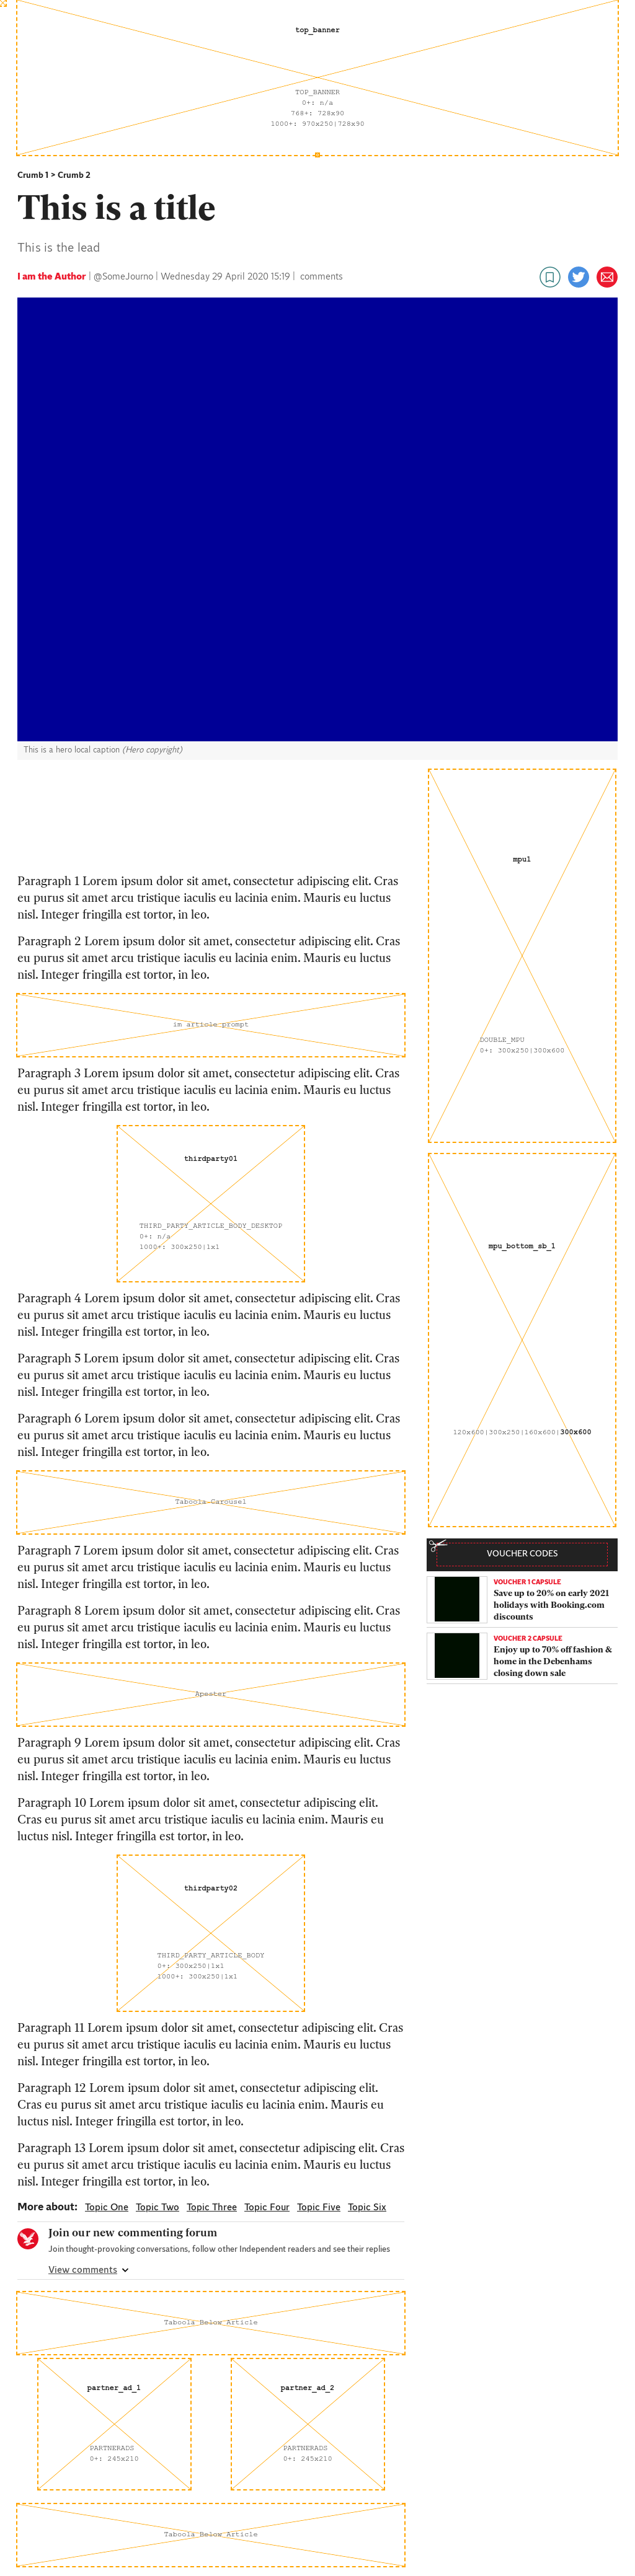 top_banner
TOP_BANNER
0+: n/a
768+: 728x90
1000+: 970x250|728x90
Crumb 1 > Crumb 2
This is a title
This is the lead
I am the Author | @SomeJourno | Wednesday 29 April 2020 15:19 | comments
This is a hero local caption (Hero copyright)
Paragraph 1 Lorem ipsum dolor sit amet, consectetur adipiscing elit. Cras
eu purus sit amet arcu tristique iaculis eu lacinia enim. Mauris eu luctus
nisl. Integer fringilla est tortor, in leo.
Paragraph 2 Lorem ipsum dolor sit amet, consectetur adipiscing elit. Cras
eu purus sit amet arcu tristique iaculis eu lacinia enim. Mauris eu luctus
nisl. Integer fringilla est tortor, in leo.
im article prompt
Paragraph 3 Lorem ipsum dolor sit amet, consectetur adipiscing elit. Cras
eu purus sit amet arcu tristique iaculis eu lacinia enim. Mauris eu luctus
nisl. Integer fringilla est tortor, in leo.
thirdparty01
THIRD_PARTY_ARTICLE_BODY_DESKTOP
0+: n/a
1000+: 300x250|1x1
Paragraph 4 Lorem ipsum dolor sit amet, consectetur adipiscing elit. Cras
eu purus sit amet arcu tristique iaculis eu lacinia enim. Mauris eu luctus
nisl. Integer fringilla est tortor, in leo.
Paragraph 5 Lorem ipsum dolor sit amet, consectetur adipiscing elit. Cras
eu purus sit amet arcu tristique iaculis eu lacinia enim. Mauris eu luctus
nisl. Integer fringilla est tortor, in leo.
Paragraph 6 Lorem ipsum dolor sit amet, consectetur adipiscing elit. Cras
eu purus sit amet arcu tristique iaculis eu lacinia enim. Mauris eu luctus
nisl. Integer fringilla est tortor, in leo.
Taboola Carousel
Paragraph 7 Lorem ipsum dolor sit amet, consectetur adipiscing elit. Cras
eu purus sit amet arcu tristique iaculis eu lacinia enim. Mauris eu luctus
nisl. Integer fringilla est tortor, in leo.
Paragraph 8 Lorem ipsum dolor sit amet, consectetur adipiscing elit. Cras
eu purus sit amet arcu tristique iaculis eu lacinia enim. Mauris eu luctus
nisl. Integer fringilla est tortor, in leo.
Apester
Paragraph 9 Lorem ipsum dolor sit amet, consectetur adipiscing elit. Cras
eu purus sit amet arcu tristique iaculis eu lacinia enim. Mauris eu luctus
nisl. Integer fringilla est tortor, in leo.
Paragraph 10 Lorem ipsum dolor sit amet, consectetur adipiscing elit.
Cras eu purus sit amet arcu tristique iaculis eu lacinia enim. Mauris eu
luctus nisl. Integer fringilla est tortor, in leo.
thirdparty02
THIRD_PARTY_ARTICLE_BODY
0+: 300x250|1x1
1000+: 300x250|1x1
Paragraph 11 Lorem ipsum dolor sit amet, consectetur adipiscing elit. Cras
eu purus sit amet arcu tristique iaculis eu lacinia enim. Mauris eu luctus
nisl. Integer fringilla est tortor, in leo.
Paragraph 12 Lorem ipsum dolor sit amet, consectetur adipiscing elit.
Cras eu purus sit amet arcu tristique iaculis eu lacinia enim. Mauris eu
luctus nisl. Integer fringilla est tortor, in leo.
Paragraph 13 Lorem ipsum dolor sit amet, consectetur adipiscing elit. Cras
eu purus sit amet arcu tristique iaculis eu lacinia enim. Mauris eu luctus
nisl. Integer fringilla est tortor, in leo.
More about: Topic One Topic Two Topic Three Topic Four Topic Five Topic Six
Join our new commenting forum
Join thought-provoking conversations, follow other Independent readers and see their replies
View comments
Taboola Below Article
partner_ad_1
PARTNERADS
0+: 245x210
partner_ad_2
PARTNERADS
0+: 245x210
Taboola Below Article
mpu1
DOUBLE_MPU
0+: 300x250|300x600
mpu_bottom_sb_1
120x600|300x250|160x600|300x600
VOUCHER CODES
VOUCHER 1 CAPSULE
Save up to 20% on early 2021
holidays with Booking.com
discounts
VOUCHER 2 CAPSULE
Enjoy up to 70% off fashion &
home in the Debenhams
closing down sale